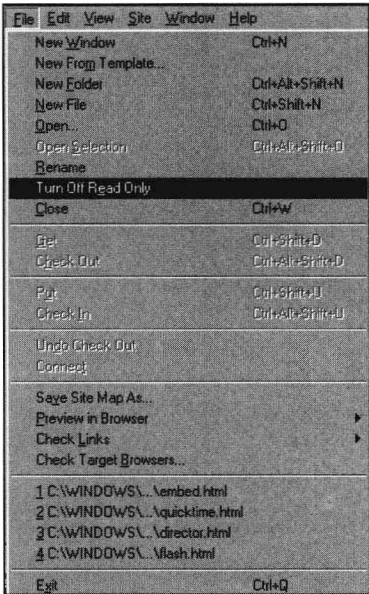 File Edit View Site Window Help
New Window Ctrl+N
New From Template...
New Folder Ctrl+Alt+Shift+N
New File Ctrl+Shift+N
Open... Ctrl+O
Open Selection Ctrl+Alt+Shift+O
Rename
Turn Off Read Only
Close Ctrl+W
Get Ctrl+Shift+D
Check Out Ctrl+Alt+Shift+D
Put Ctrl+Shift+U
Check In Ctrl+Alt+Shift+U
Undo Check Out
Connect
Save Site Map As...
Preview in Browser
Check Links
Check Target Browsers...
1 C:\WINDOWS\...\embed.html
2 C:\WINDOWS\...\quicktime.html
3 C:\WINDOWS\...\director.html
4 C:\WINDOWS\...\flash.html
Exit Ctrl+Q